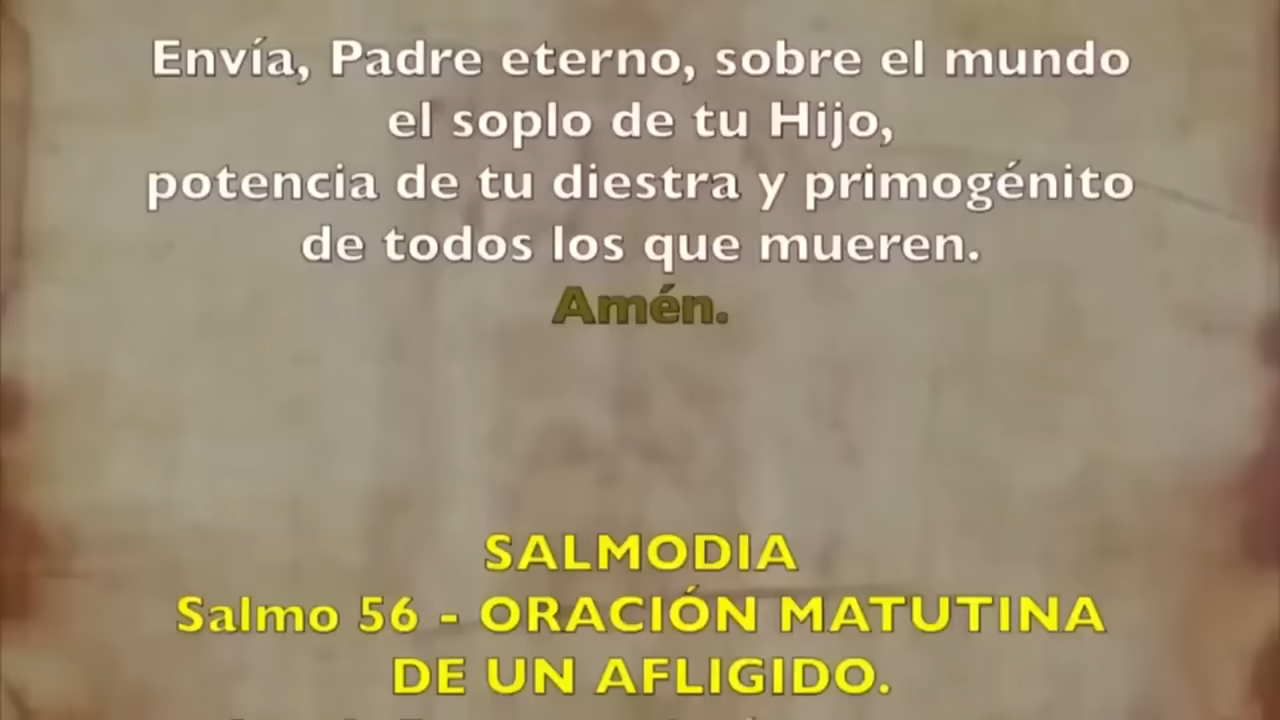 Envía, Padre eterno, sobre el mundo
el soplo de tu Hijo,
potencia de tu diestra y primogénito
de todos los que mueren.
Amén.
SALMODIA
Salmo 56 - ORACIÓN MATUTINA
DE UN AFLIGIDO.